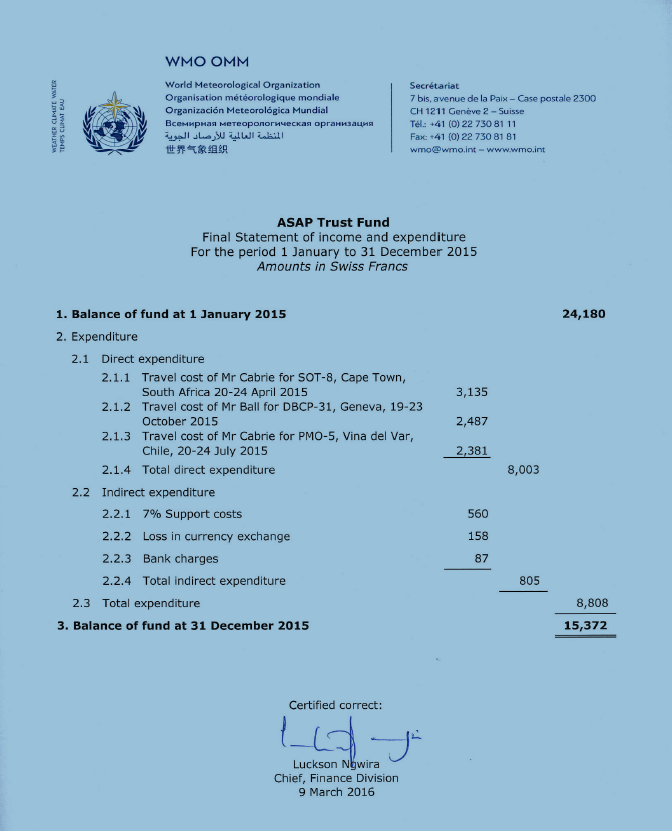 WMO OMM
WEATHER CLIMATE WATER
TEMPS CLIMAT EAU
World Meteorological Organization
Organisation météorologique mondiale
Organización Meteorológica Mundial
Всемирная метеорологическая организация
المنظمة العالمية للأرصاد الجوية
世界气象组织
Secrétariat
7 bis, avenue de la Paix – Case postale 2300
CH 1211 Genève 2 – Suisse
Tél.: +41 (0) 22 730 81 11
Fax: +41 (0) 22 730 81 81
wmo@wmo.int – www.wmo.int
ASAP Trust Fund
Final Statement of income and expenditure
For the period 1 January to 31 December 2015
Amounts in Swiss Francs
1. Balance of fund at 1 January 2015 24,180
2. Expenditure
2.1 Direct expenditure
2.1.1 Travel cost of Mr Cabrie for SOT-8, Cape Town,
South Africa 20-24 April 2015 3,135
2.1.2 Travel cost of Mr Ball for DBCP-31, Geneva, 19-23
October 2015 2,487
2.1.3 Travel cost of Mr Cabrie for PMO-5, Vina del Var,
Chile, 20-24 July 2015 2,381
2.1.4 Total direct expenditure 8,003
2.2 Indirect expenditure
2.2.1 7% Support costs 560
2.2.2 Loss in currency exchange 158
2.2.3 Bank charges 87
2.2.4 Total indirect expenditure 805
2.3 Total expenditure 8,808
3. Balance of fund at 31 December 2015 15,372
Certified correct:
Luckson Ngwira
Chief, Finance Division
9 March 2016